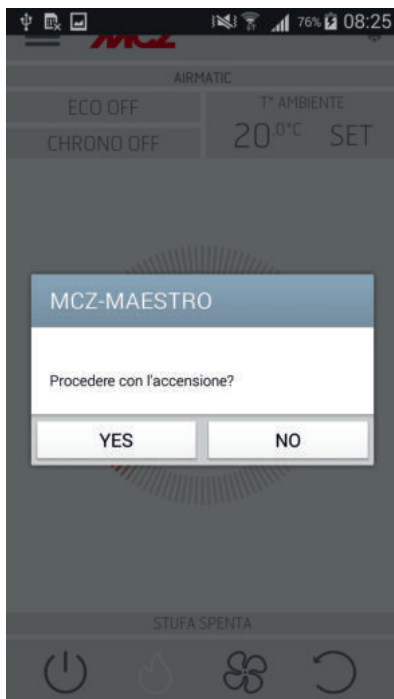 76% 08:25
MCZ
AIRMATIC
ECO OFF
T° AMBIENTE
CHRONO OFF
20.0°C SET
MCZ-MAESTRO
Procedere con l'accensione?
YES NO
STUFA SPENTA